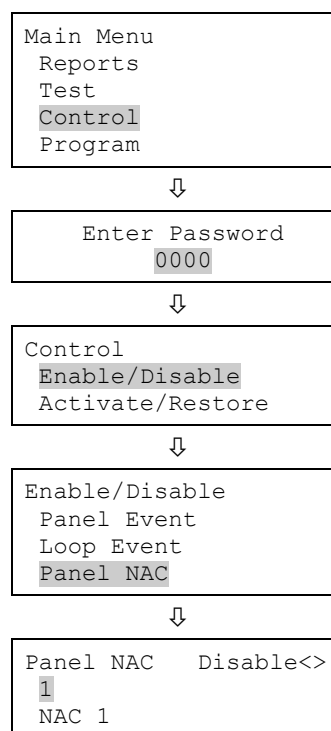 Main Menu
Reports
Test
Control
Program
⇩
Enter Password
0000
⇩
Control
Enable/Disable
Activate/Restore
⇩
Enable/Disable
Panel Event
Loop Event
Panel NAC
⇩
Panel NAC Disable<>
1
NAC 1